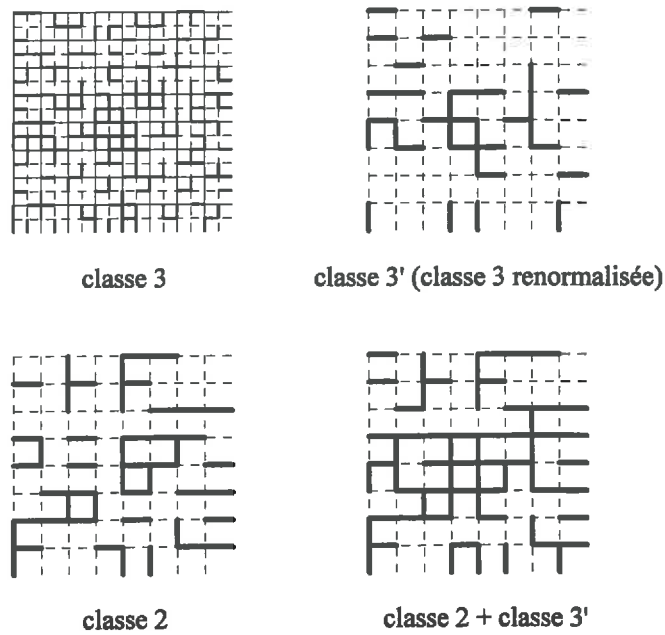 classe 3
classe 3' (classe 3 renormalisée)
classe 2
classe 2 + classe 3'